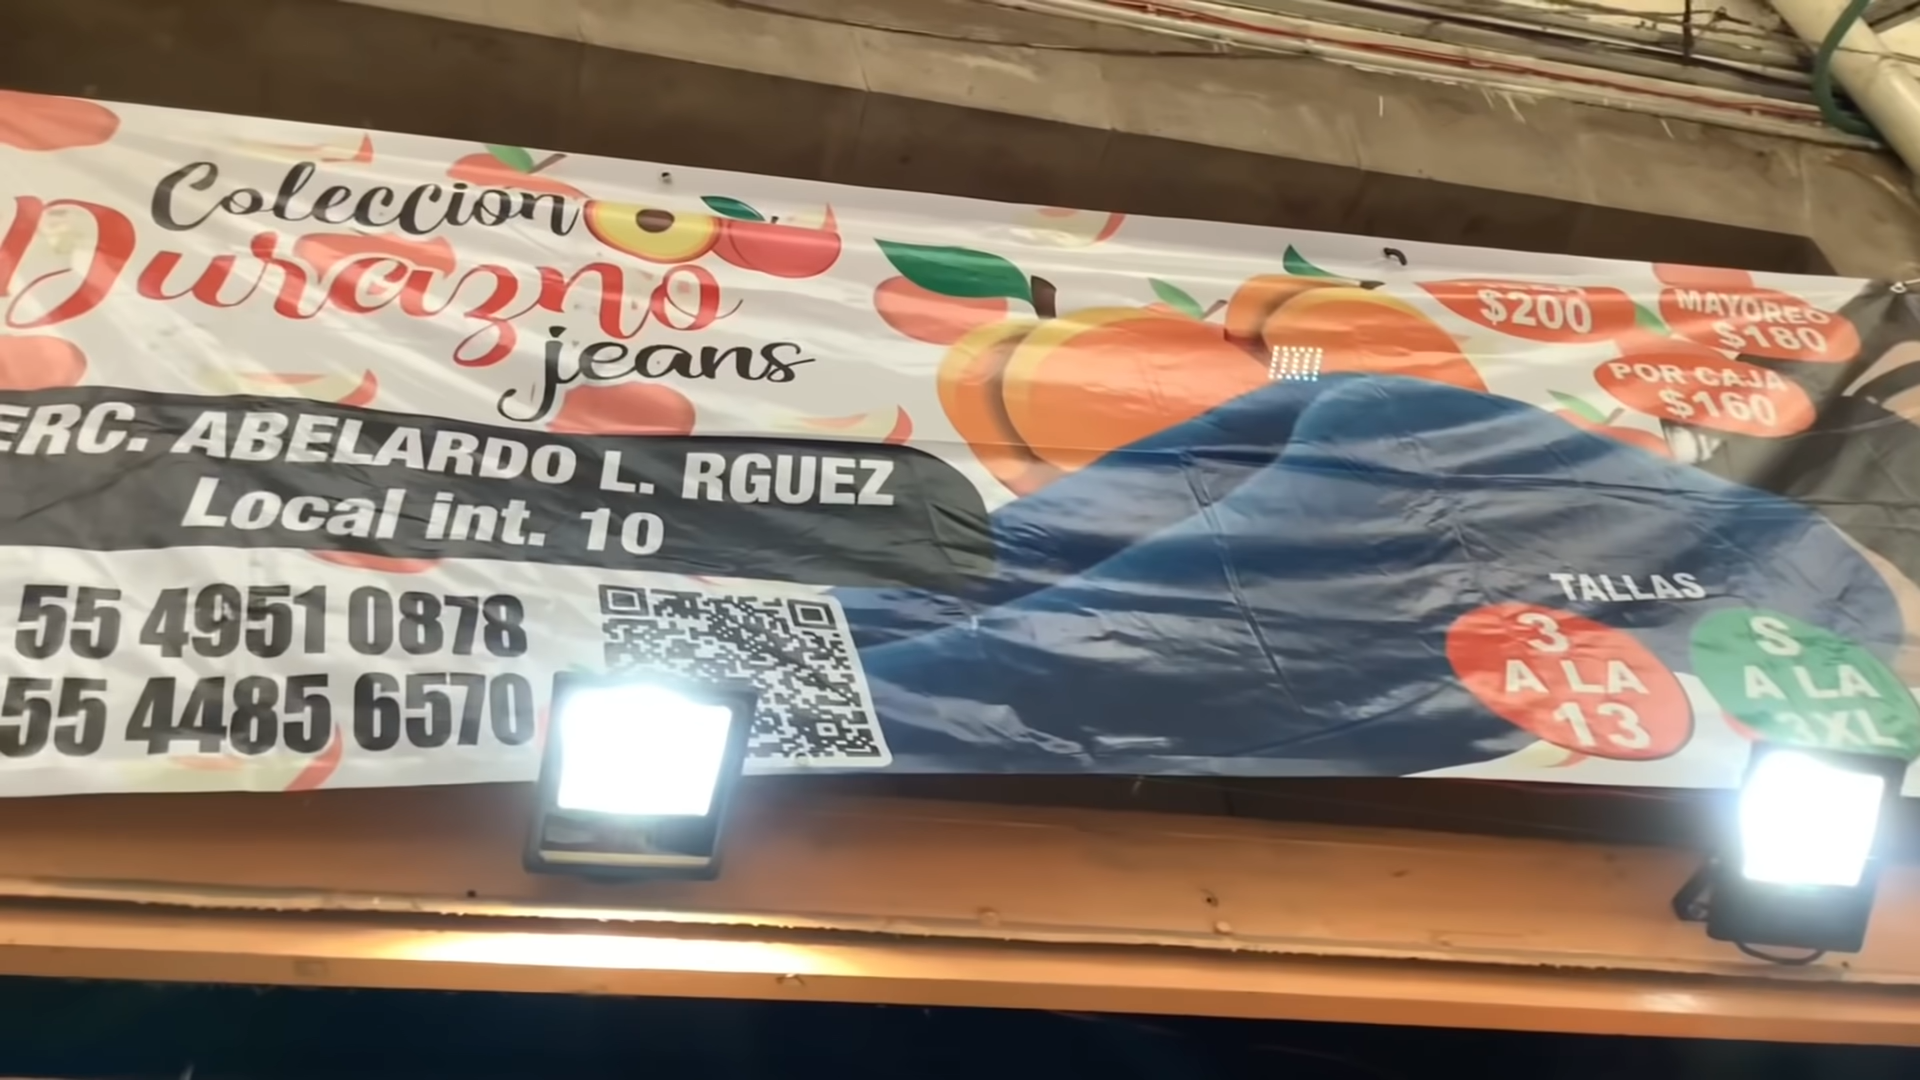 Colección
Durazno
jeans
ERC. ABELARDO L. RGUEZ
Local int. 10
55 4951 0878
55 4485 6570
$200
MAYOREO
$180
POR CAJA
$160
TALLAS
3
A LA
13
S
A LA
3XL